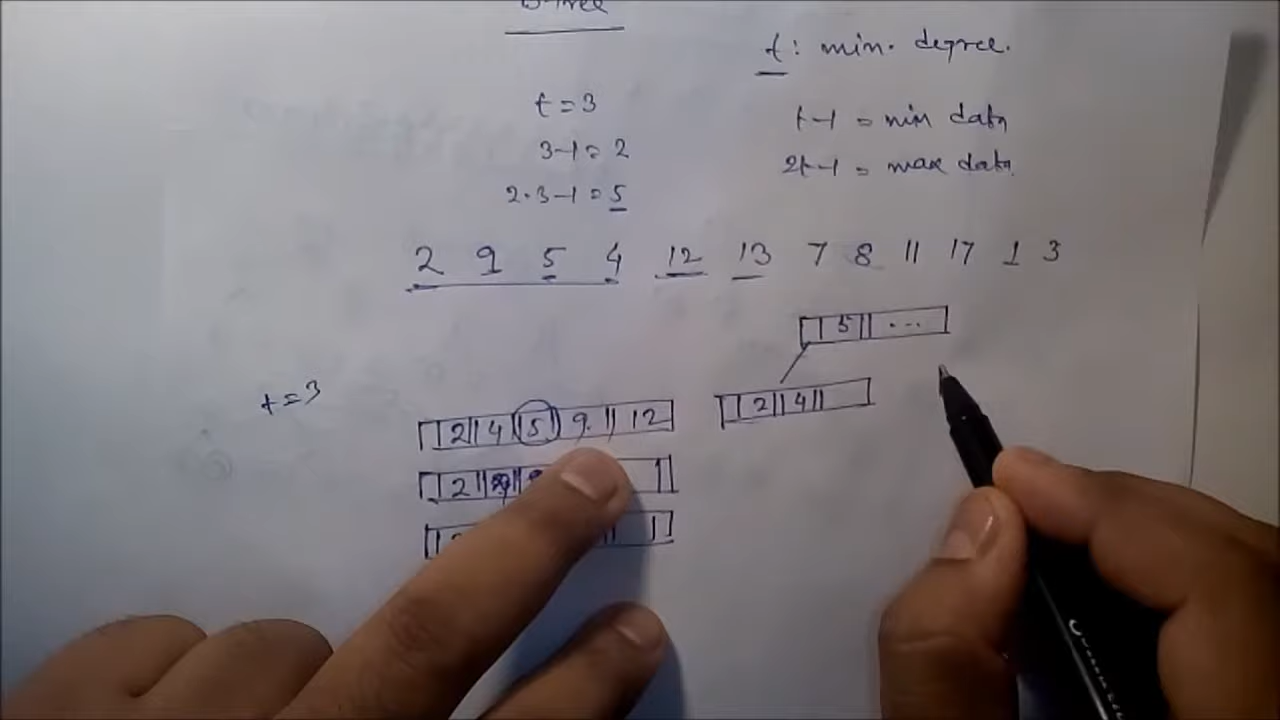 B-Tree
t : min. degree.
t = 3
t-1 = min data
3-1 = 2
2t-1 = max data.
2·3-1 = 5
2 9 5 4 12 13 7 8 11 17 1 3
5 ...
t = 3
2 4 5 9 12
2 4
2